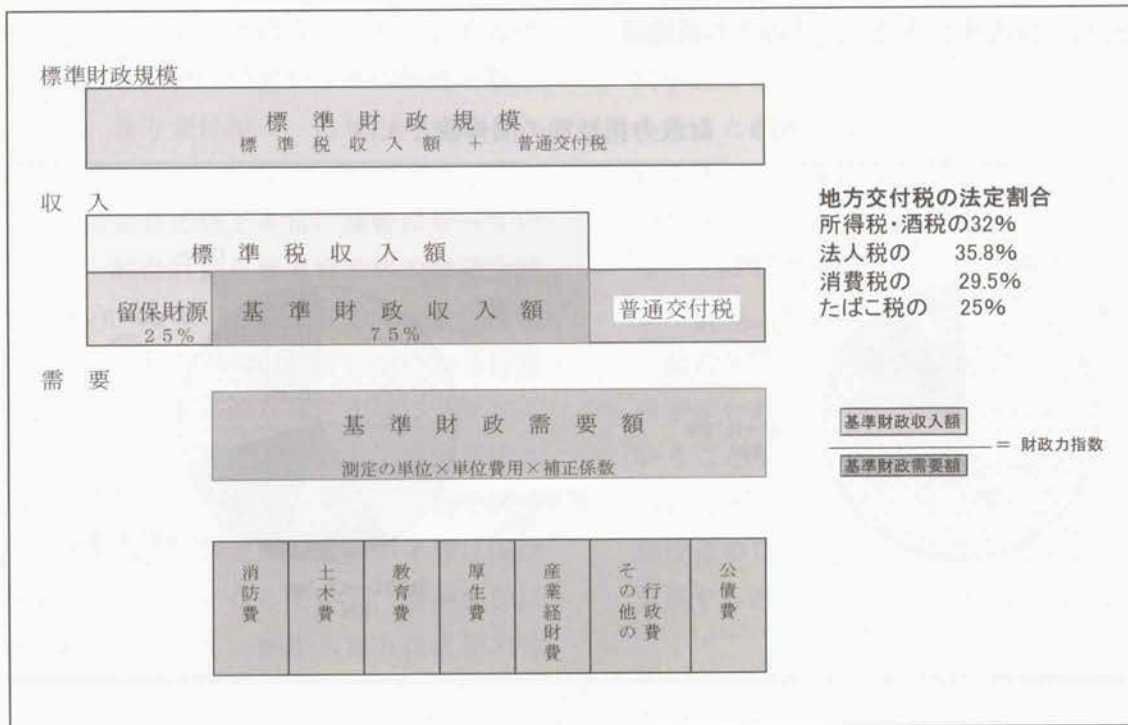 標準財政規模
標準財政規模
標準税収入額 + 普通交付税
収 入
標準税収入額
留保財源
25%
基準財政収入額
75%
普通交付税
需 要
基準財政需要額
測定の単位×単位費用×補正係数
消防費
土木費
教育費
厚生費
産業経財費
その他の
行政費
公債費
地方交付税の法定割合
所得税・酒税の32%
法人税の 35.8%
消費税の 29.5%
たばこ税の 25%
基準財政収入額
基準財政需要額
= 財政力指数